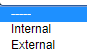 ------
Internal
External